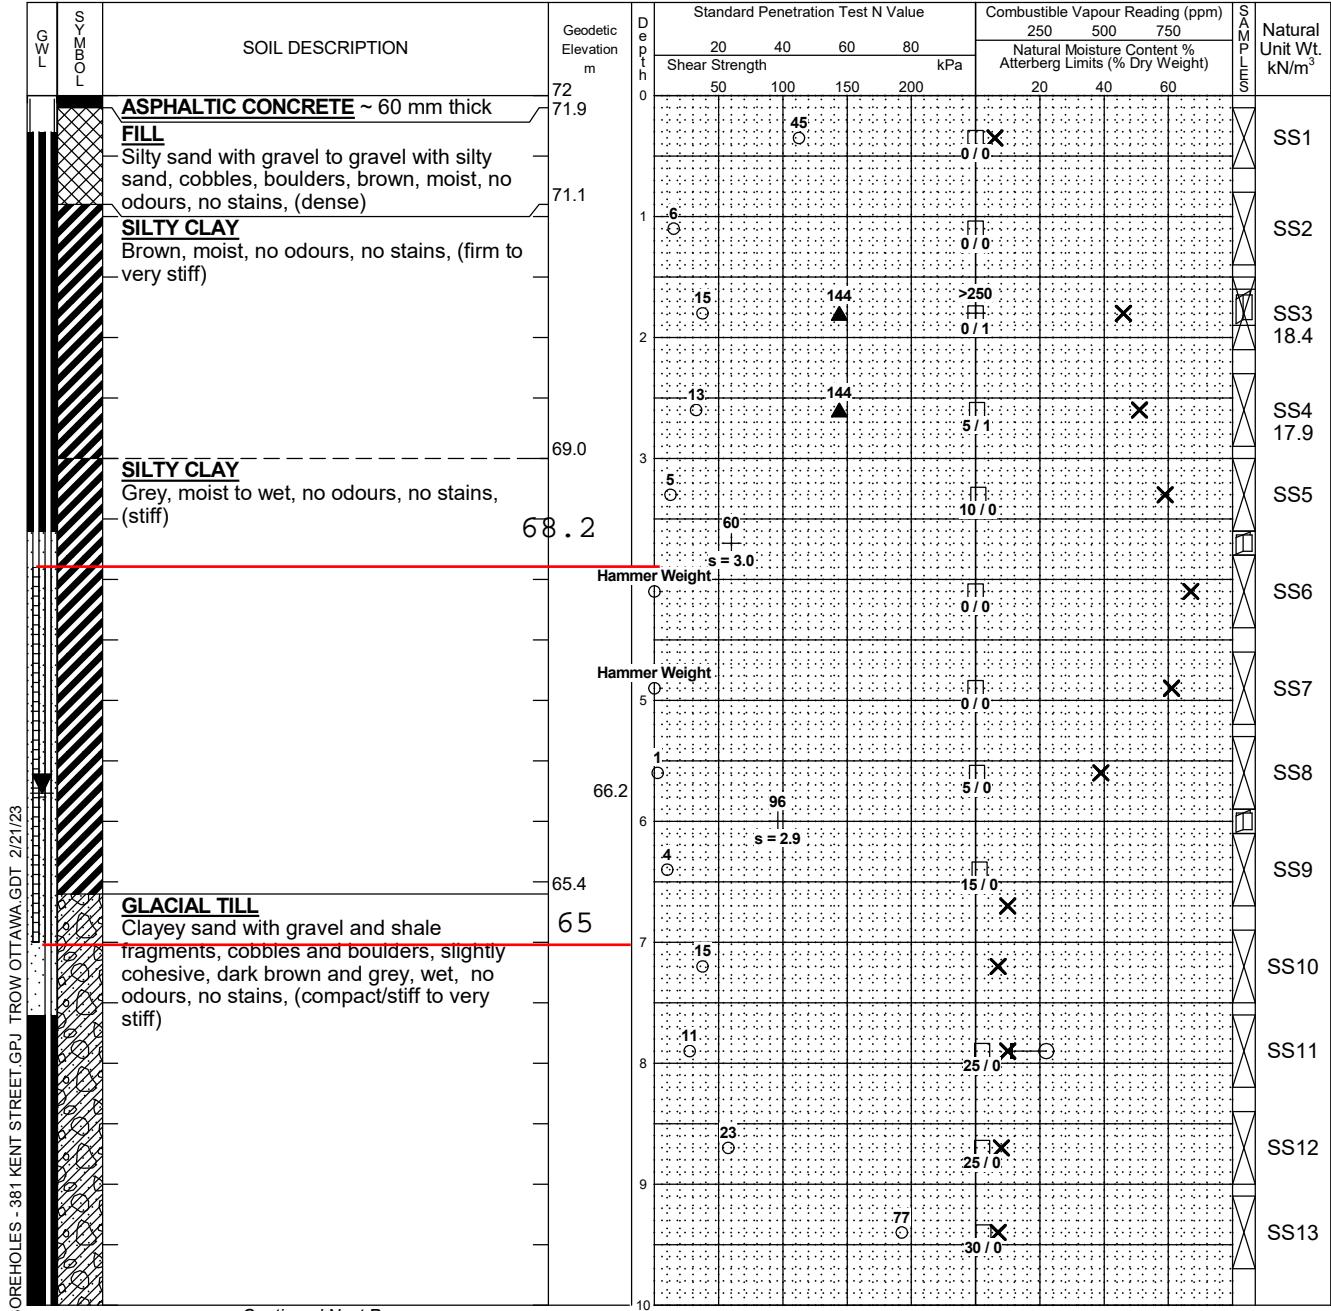 GWL
SYMBOL
SOIL DESCRIPTION
Geodetic
Elevation
m
Depth
Standard Penetration Test N Value
20 40 60 80
Shear Strength kPa
50 100 150 200
Combustible Vapour Reading (ppm)
250 500 750
Natural Moisture Content %
Atterberg Limits (% Dry Weight)
20 40 60
SAMPLES
Natural
Unit Wt.
kN/m³
72
0
ASPHALTIC CONCRETE ~ 60 mm thick
71.9
FILL
Silty sand with gravel to gravel with silty
sand, cobbles, boulders, brown, moist, no
odours, no stains, (dense)
71.1
45
0 / 0
SS1
SILTY CLAY
Brown, moist, no odours, no stains, (firm to
very stiff)
1
6
0 / 0
SS2
15
144
>250
0 / 1
SS3
18.4
2
13
144
5 / 1
SS4
17.9
69.0
3
SILTY CLAY
Grey, moist to wet, no odours, no stains,
(stiff)
5
10 / 0
SS5
68.2
60
s = 3.0
Hammer Weight
0 / 0
SS6
Hammer Weight
0 / 0
SS7
5
1
5 / 0
SS8
66.2
96
s = 2.9
6
4
15 / 0
SS9
65.4
GLACIAL TILL
Clayey sand with gravel and shale
fragments, cobbles and boulders, slightly
cohesive, dark brown and grey, wet, no
odours, no stains, (compact/stiff to very
stiff)
65
7
15
SS10
11
25 / 0
SS11
8
23
25 / 0
SS12
9
77
30 / 0
SS13
10
OREHOLES - 381 KENT STREET.GPJ TROW OTTAWA.GDT 2/21/23